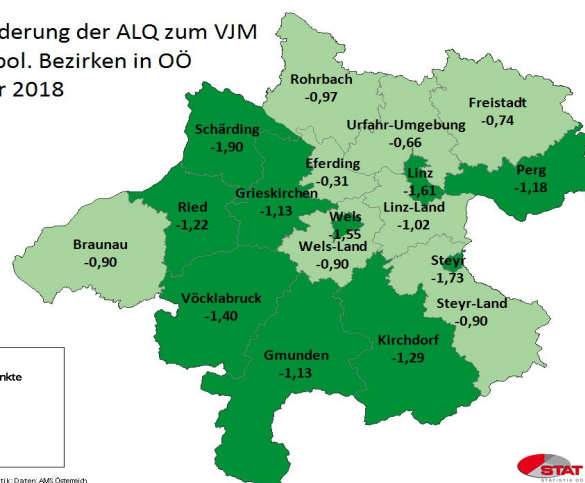 derung der ALQ zum VJM
pol. Bezirken in OÖ
r 2018
Rohrbach
-0,97
Freistadt
-0,74
Urfahr-Umgebung
-0,66
Schärding
-1,90
Eferding
-0,31
Linz
-1,61
Perg
-1,18
Grieskirchen
-1,13
Ried
-1,22
Wels
-1,55
Linz-Land
-1,02
Braunau
-0,90
Wels-Land
-0,90
Steyr
-1,73
Vöcklabruck
-1,40
Steyr-Land
-0,90
Kirchdorf
-1,29
Gmunden
-1,13
nkte
STAT
tik; Daten: AMS Österreich